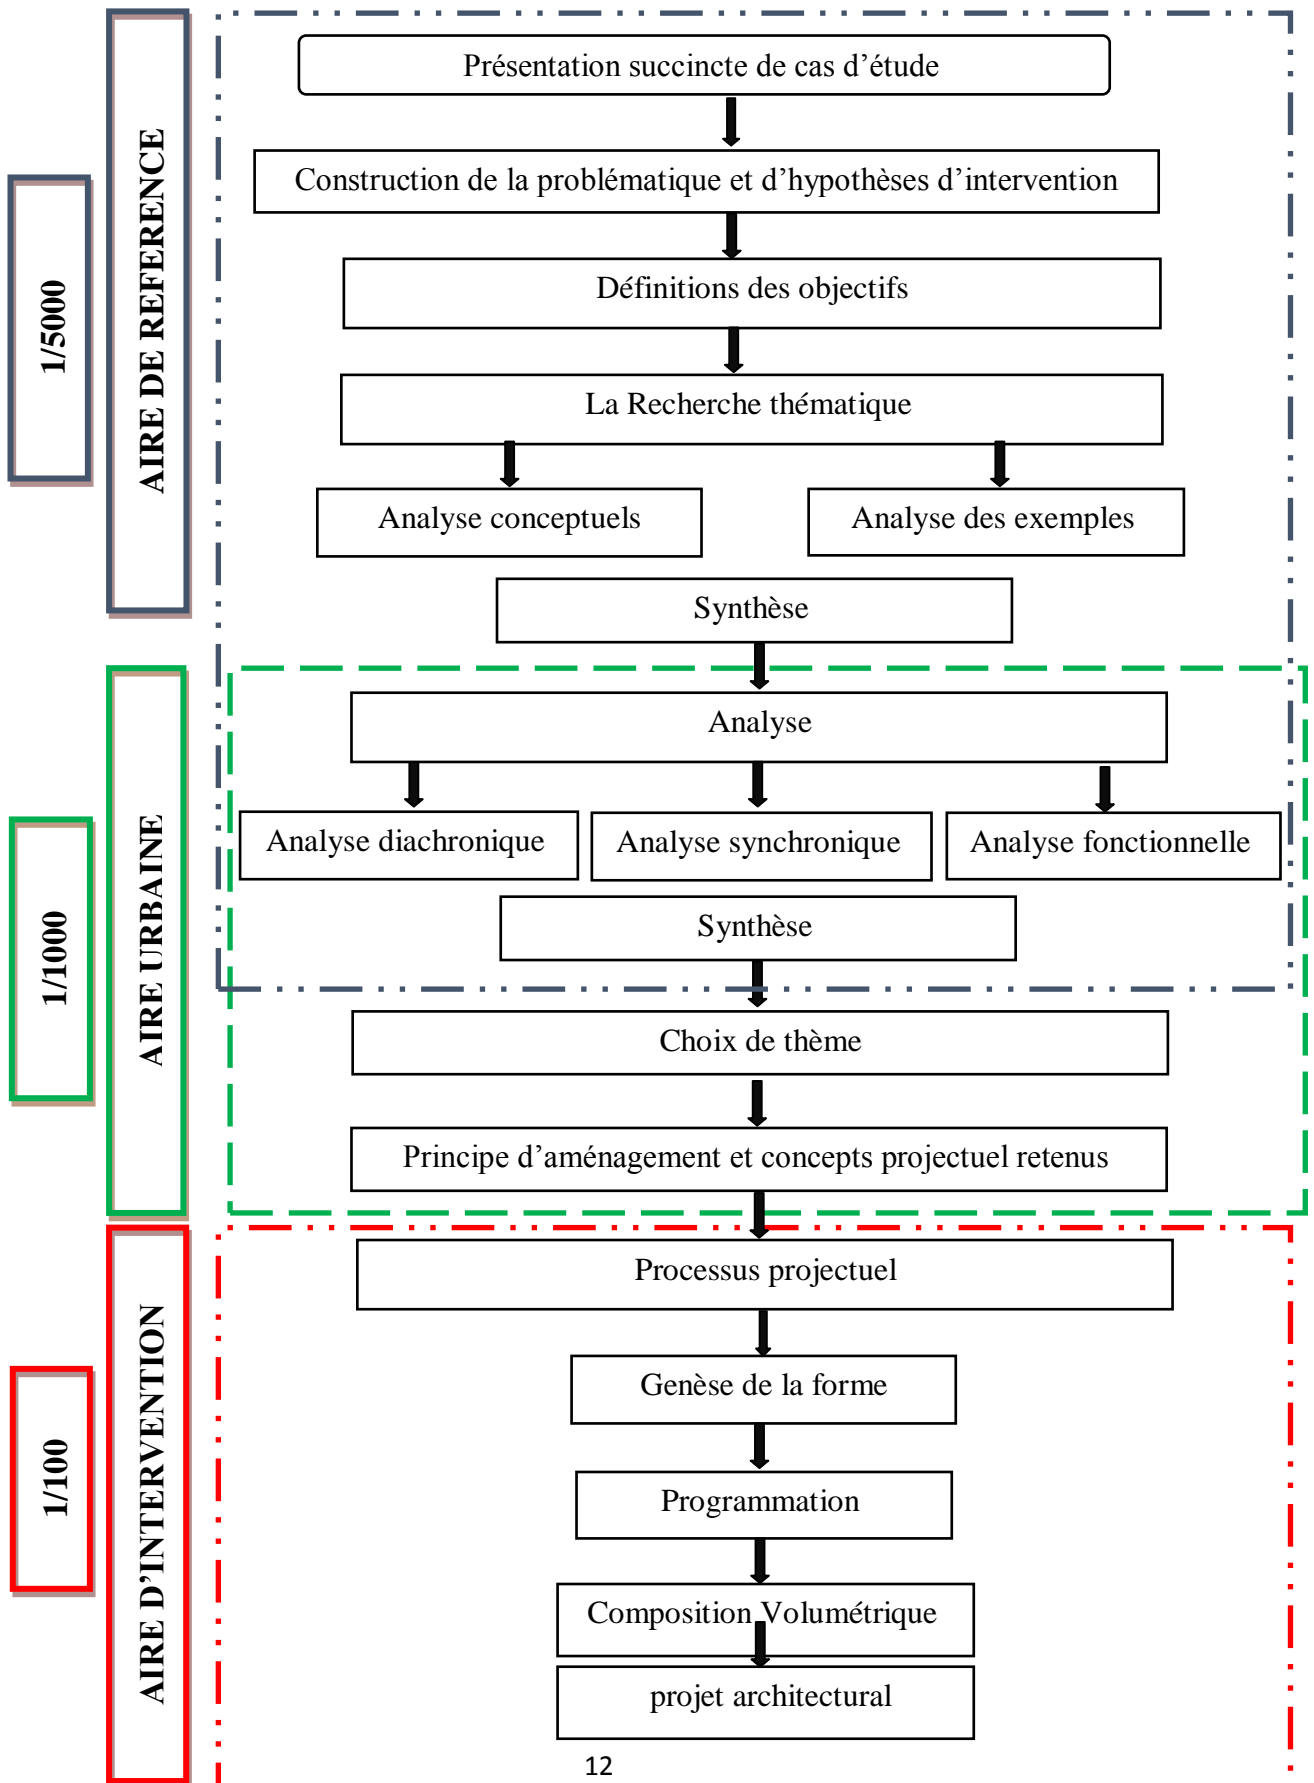 1/5000
AIRE DE REFERENCE
Présentation succincte de cas d’étude
Construction de la problématique et d’hypothèses d’intervention
Définitions des objectifs
La Recherche thématique
Analyse conceptuels
Analyse des exemples
Synthèse
1/1000
AIRE URBAINE
Analyse
Analyse diachronique
Analyse synchronique
Analyse fonctionnelle
Synthèse
Choix de thème
Principe d’aménagement et concepts projectuel retenus
1/100
AIRE D’INTERVENTION
Processus projectuel
Genèse de la forme
Programmation
Composition Volumétrique
projet architectural
12